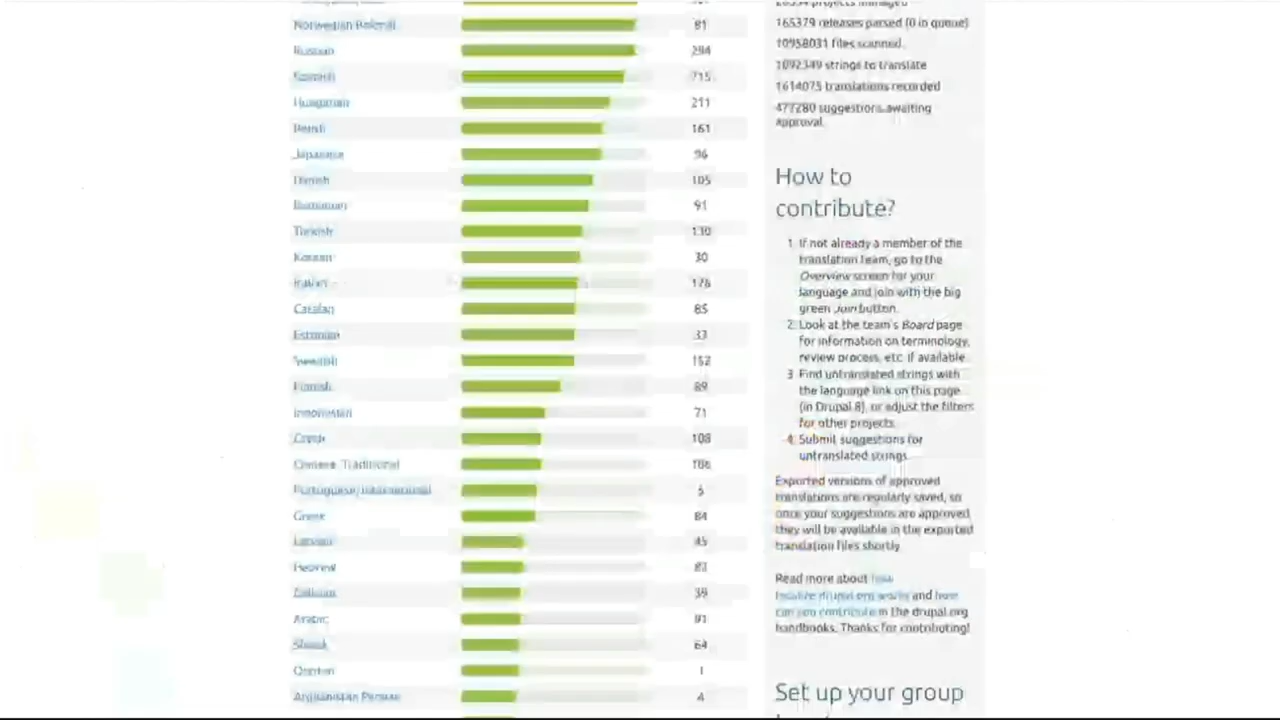 Norwegian Bokmål 81
Russian 294
Spanish 715
Hungarian 211
161
Japanese 96
Danish 105
Romanian 91
Turkish 130
Korean 30
Italian 176
Catalan 85
Estonian 33
Swedish 152
Finnish 89
Indonesian 71
Czech 108
Chinese, Traditional 186
Portuguese, International 5
Greek 84
Latvian 45
Hebrew 83
Galician 39
Arabic 91
Slovak 64
1
Afghanistan Persian 4
projects managed
165379 releases parsed (0 in queue)
10958031 files scanned
1092349 strings to translate
1614075 translations recorded
477280 suggestions awaiting
approval
How to
contribute?
1. If not already a member of the
translation team, go to the
Overview screen for your
language and join with the big
green Join button.
2. Look at the team's Board page
for information on terminology,
review process, etc. if available.
3. Find untranslated strings with
the language link on this page
(in Drupal 8), or adjust the filters
for other projects.
4. Submit suggestions for
untranslated strings.
Exported versions of approved
translations are regularly saved, so
once your suggestions are approved,
they will be available in the exported
translation files shortly.
Read more about how
localize.drupal.org works and how
can you contribute in the drupal.org
handbooks. Thanks for contributing!
Set up your group